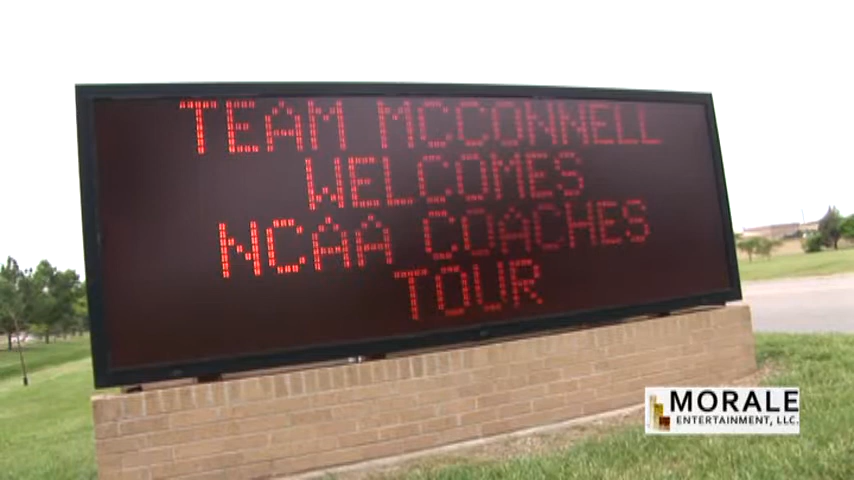 TEAM MCCONNELL
WELCOMES
NCAA COACHES
TOUR
MORALE
ENTERTAINMENT, LLC.